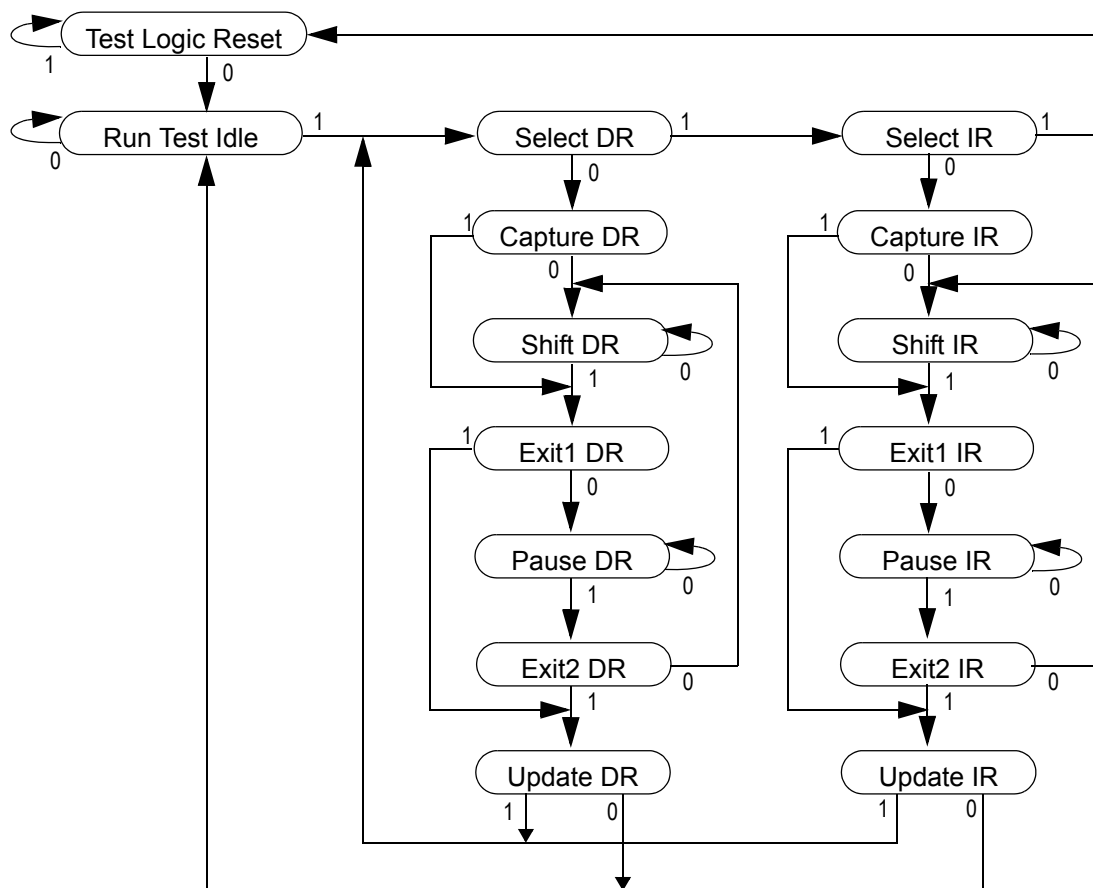 Test Logic Reset
1
0
Run Test Idle
1
0
Select DR
1
0
Select IR
1
0
Capture DR
1
0
Capture IR
1
0
Shift DR
0
1
Shift IR
0
1
Exit1 DR
1
0
Exit1 IR
1
0
Pause DR
0
1
Pause IR
0
1
Exit2 DR
0
1
Exit2 IR
0
1
Update DR
1
0
Update IR
1
0